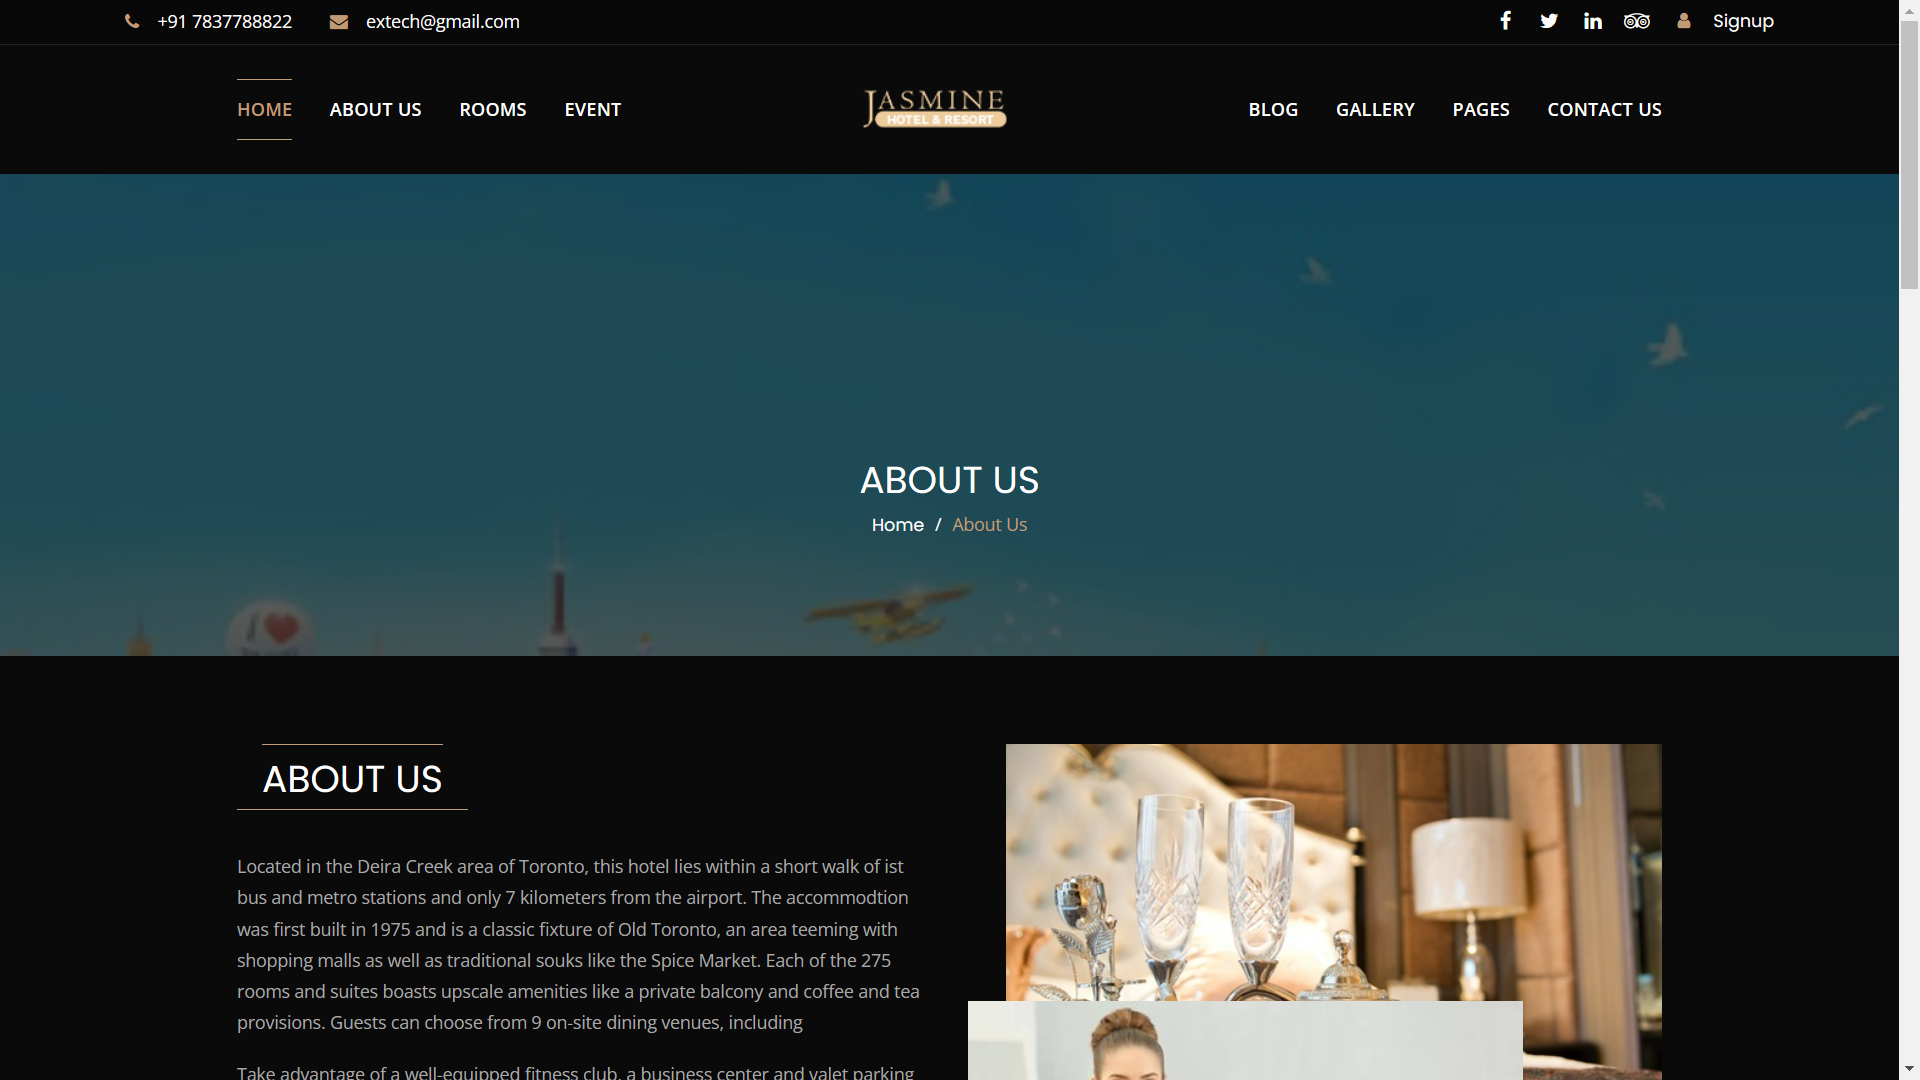 +91 7837788822
extech@gmail.com
Signup
HOME
ABOUT US
ROOMS
EVENT
JASMINE
HOTEL & RESORT
BLOG
GALLERY
PAGES
CONTACT US
ABOUT US
Home / About Us
I
ABOUT US
Located in the Deira Creek area of Toronto, this hotel lies within a short walk of ist
bus and metro stations and only 7 kilometers from the airport. The accommodtion
was first built in 1975 and is a classic fixture of Old Toronto, an area teeming with
shopping malls as well as traditional souks like the Spice Market. Each of the 275
rooms and suites boasts upscale amenities like a private balcony and coffee and tea
provisions. Guests can choose from 9 on-site dining venues, including
Take advantage of a well-equipped fitness club, a business center and valet parking